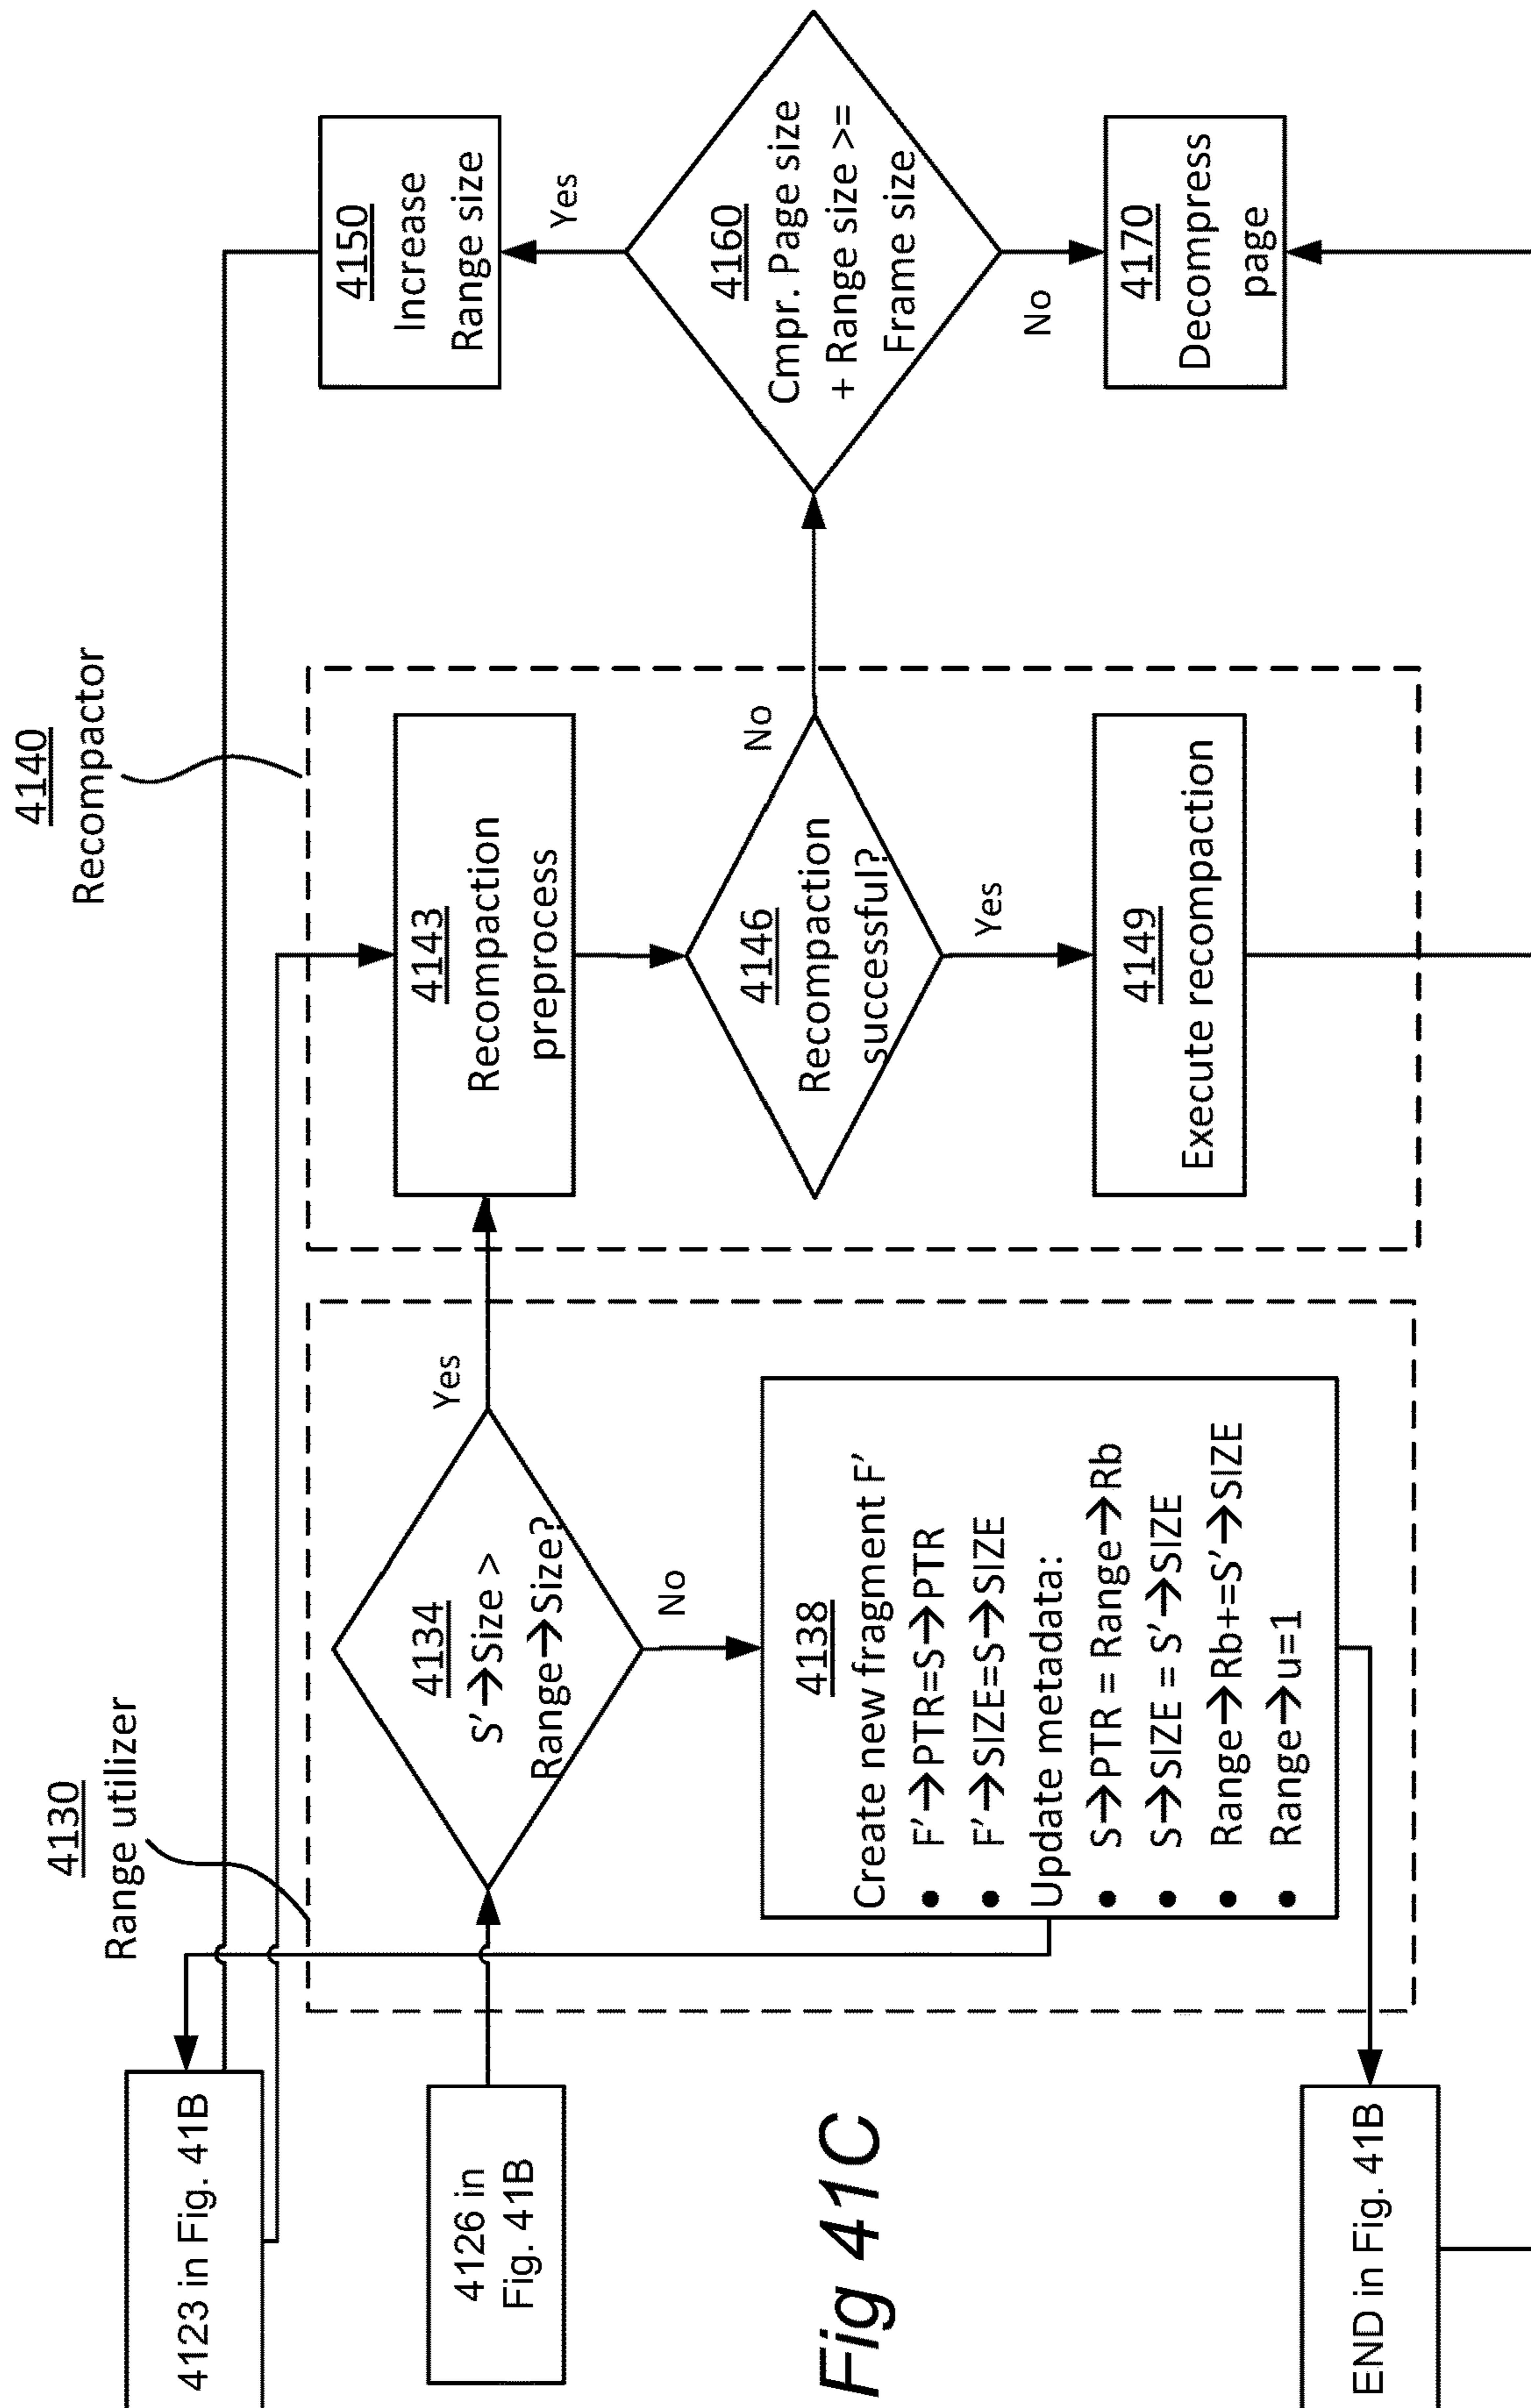 4123 in Fig. 41B
4126 in
Fig. 41B
END in Fig. 41B
Fig 41C
4130
Range utilizer
4134
S′→Size >
Range→Size?
Yes
No
4138
Create new fragment F′
• F′→PTR=S→PTR
• F′→SIZE=S→SIZE
Update metadata:
• S→PTR = Range→Rb
• S→SIZE = S′→SIZE
• Range→Rb+=S′→SIZE
• Range→u=1
4140
Recompactor
4143
Recompaction
preprocess
4146
Recompaction
successful?
No
Yes
4149
Execute recompaction
4150
Increase
Range size
Yes
4160
Cmpr. Page size
+ Range size >=
Frame size
No
4170
Decompress
page